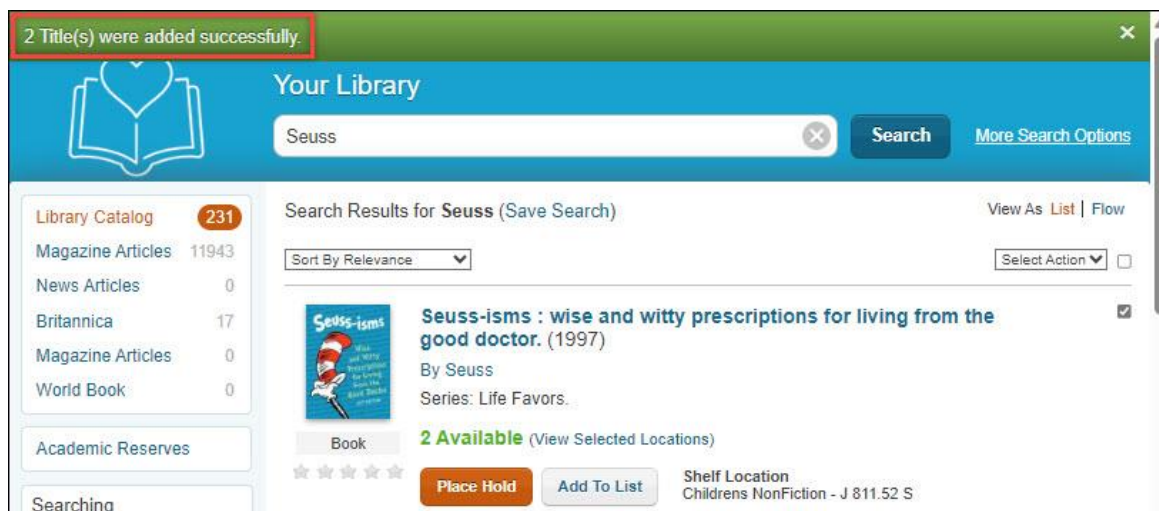 2 Title(s) were added successfully.
×
Your Library
Seuss
Search
More Search Options
Library Catalog 231
Magazine Articles 11943
News Articles 0
Britannica 17
Magazine Articles 0
World Book 0
Academic Reserves
Searching
Search Results for Seuss (Save Search)
View As List | Flow
Sort By Relevance
Select Action
Seuss-isms
Seuss-isms : wise and witty prescriptions for living from the
good doctor. (1997)
By Seuss
Series: Life Favors.
Book
2 Available (View Selected Locations)
Place Hold
Add To List
Shelf Location
Childrens NonFiction - J 811.52 S